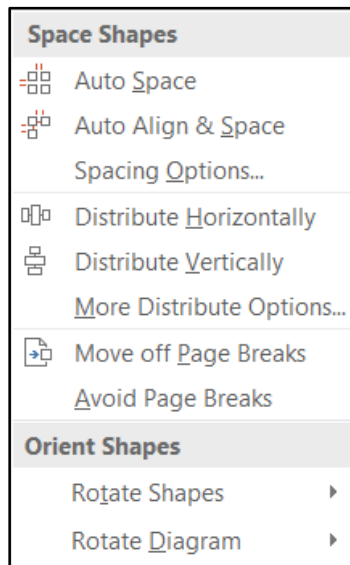 Space Shapes
Auto Space
Auto Align & Space
Spacing Options...
Distribute Horizontally
Distribute Vertically
More Distribute Options...
Move off Page Breaks
Avoid Page Breaks
Orient Shapes
Rotate Shapes
Rotate Diagram